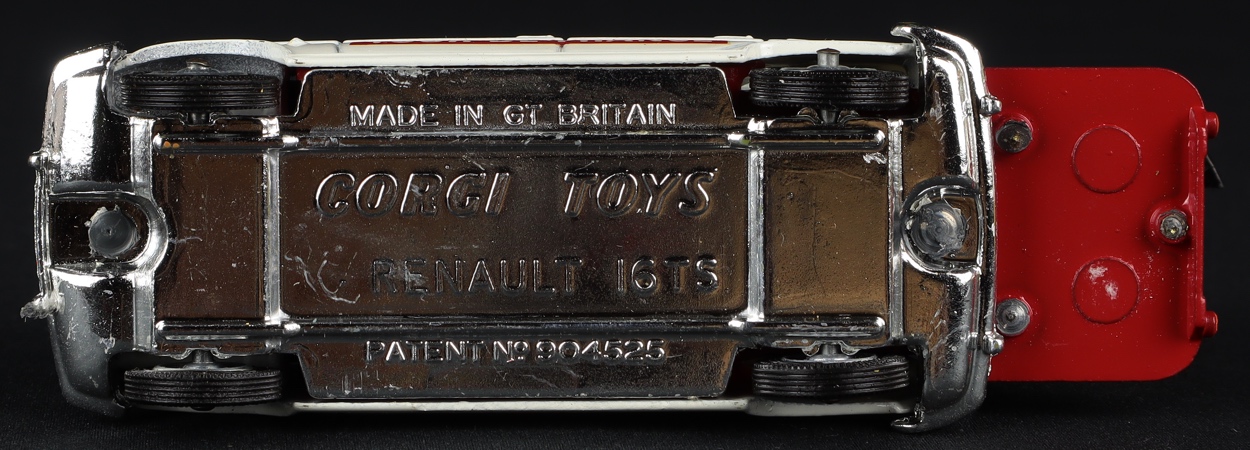 MADE IN GT BRITAIN
CORGI TOYS
RENAULT 16TS
PATENT Nº 904525